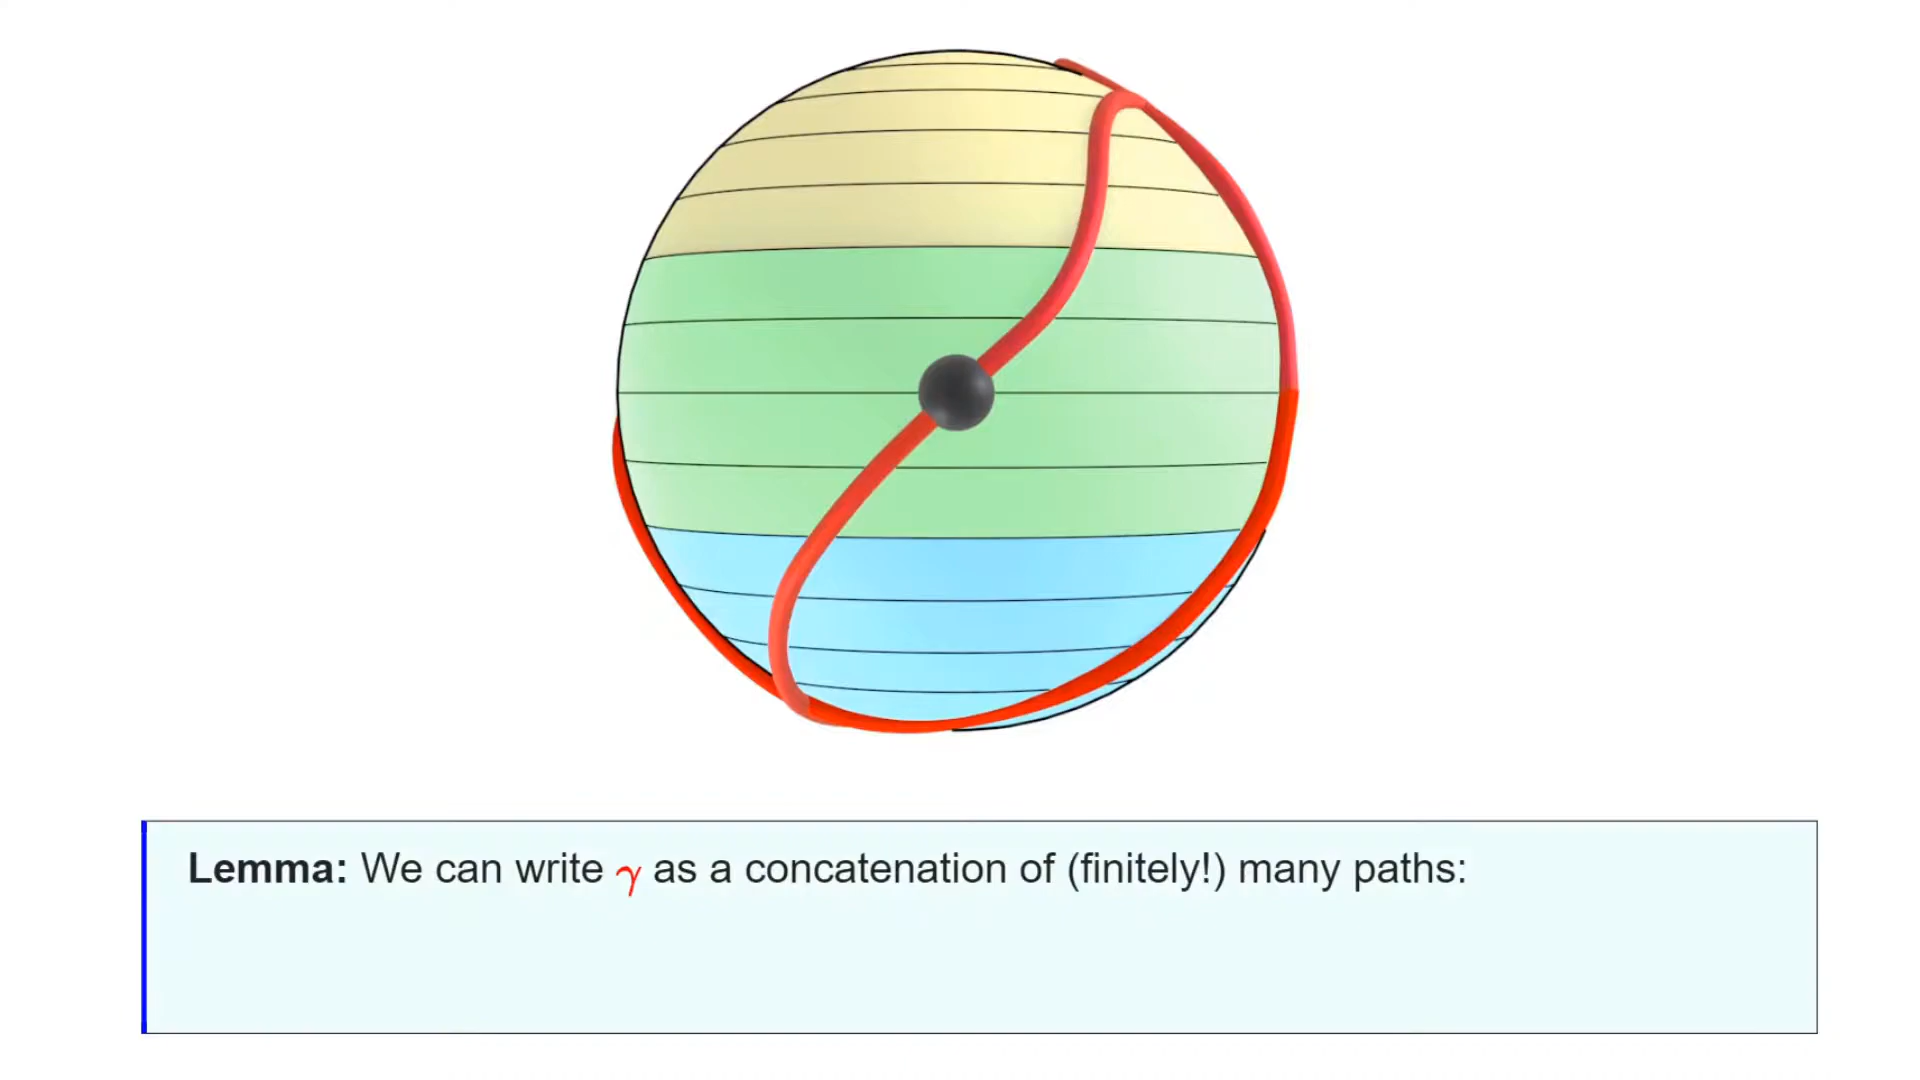 Lemma: We can write γ as a concatenation of (finitely!) many paths: